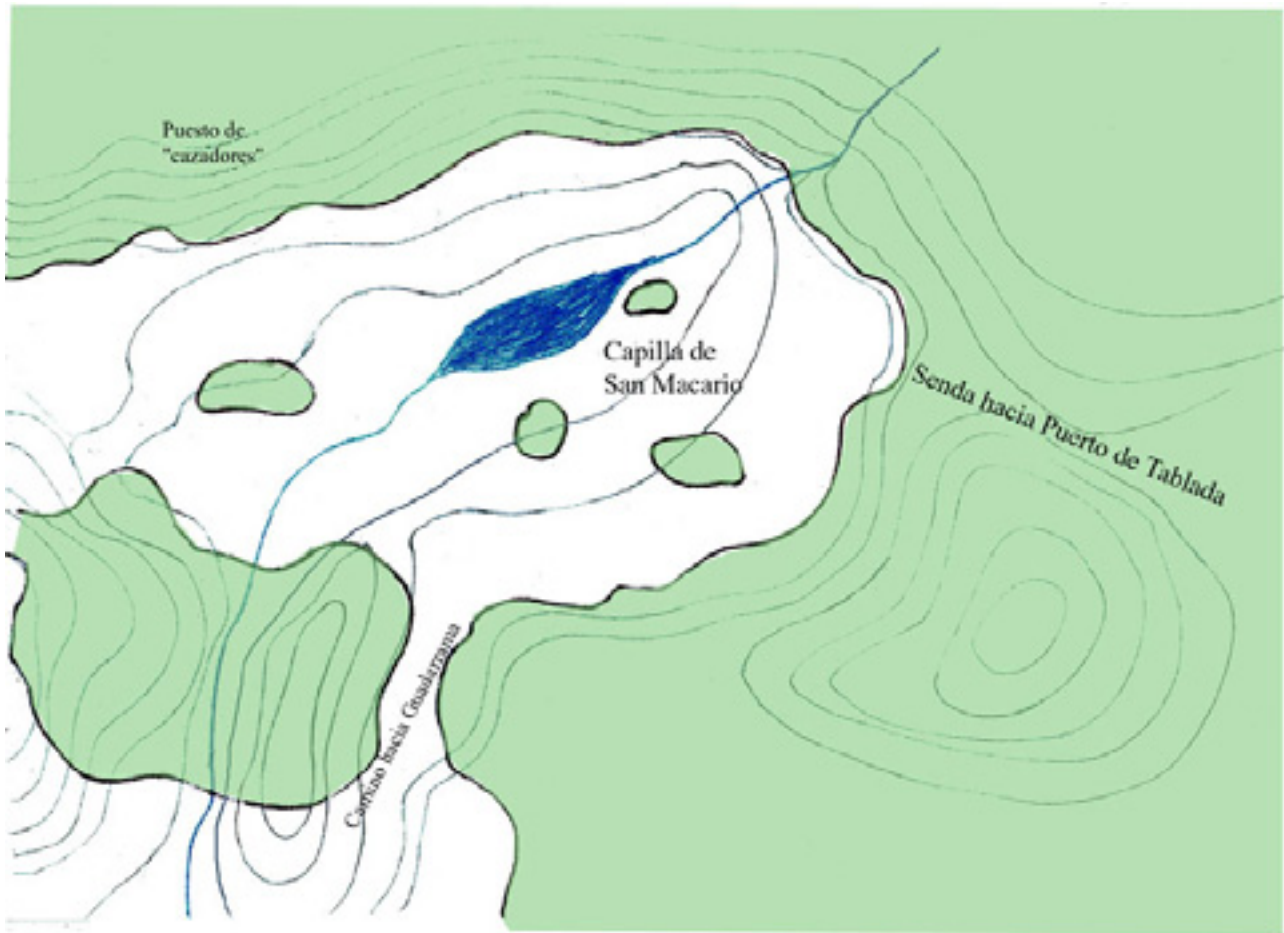 Puesto de
"cazadores"
Capilla de
San Macario
Senda hacia Puerto de Tablada
Camino hacia Guadarrama